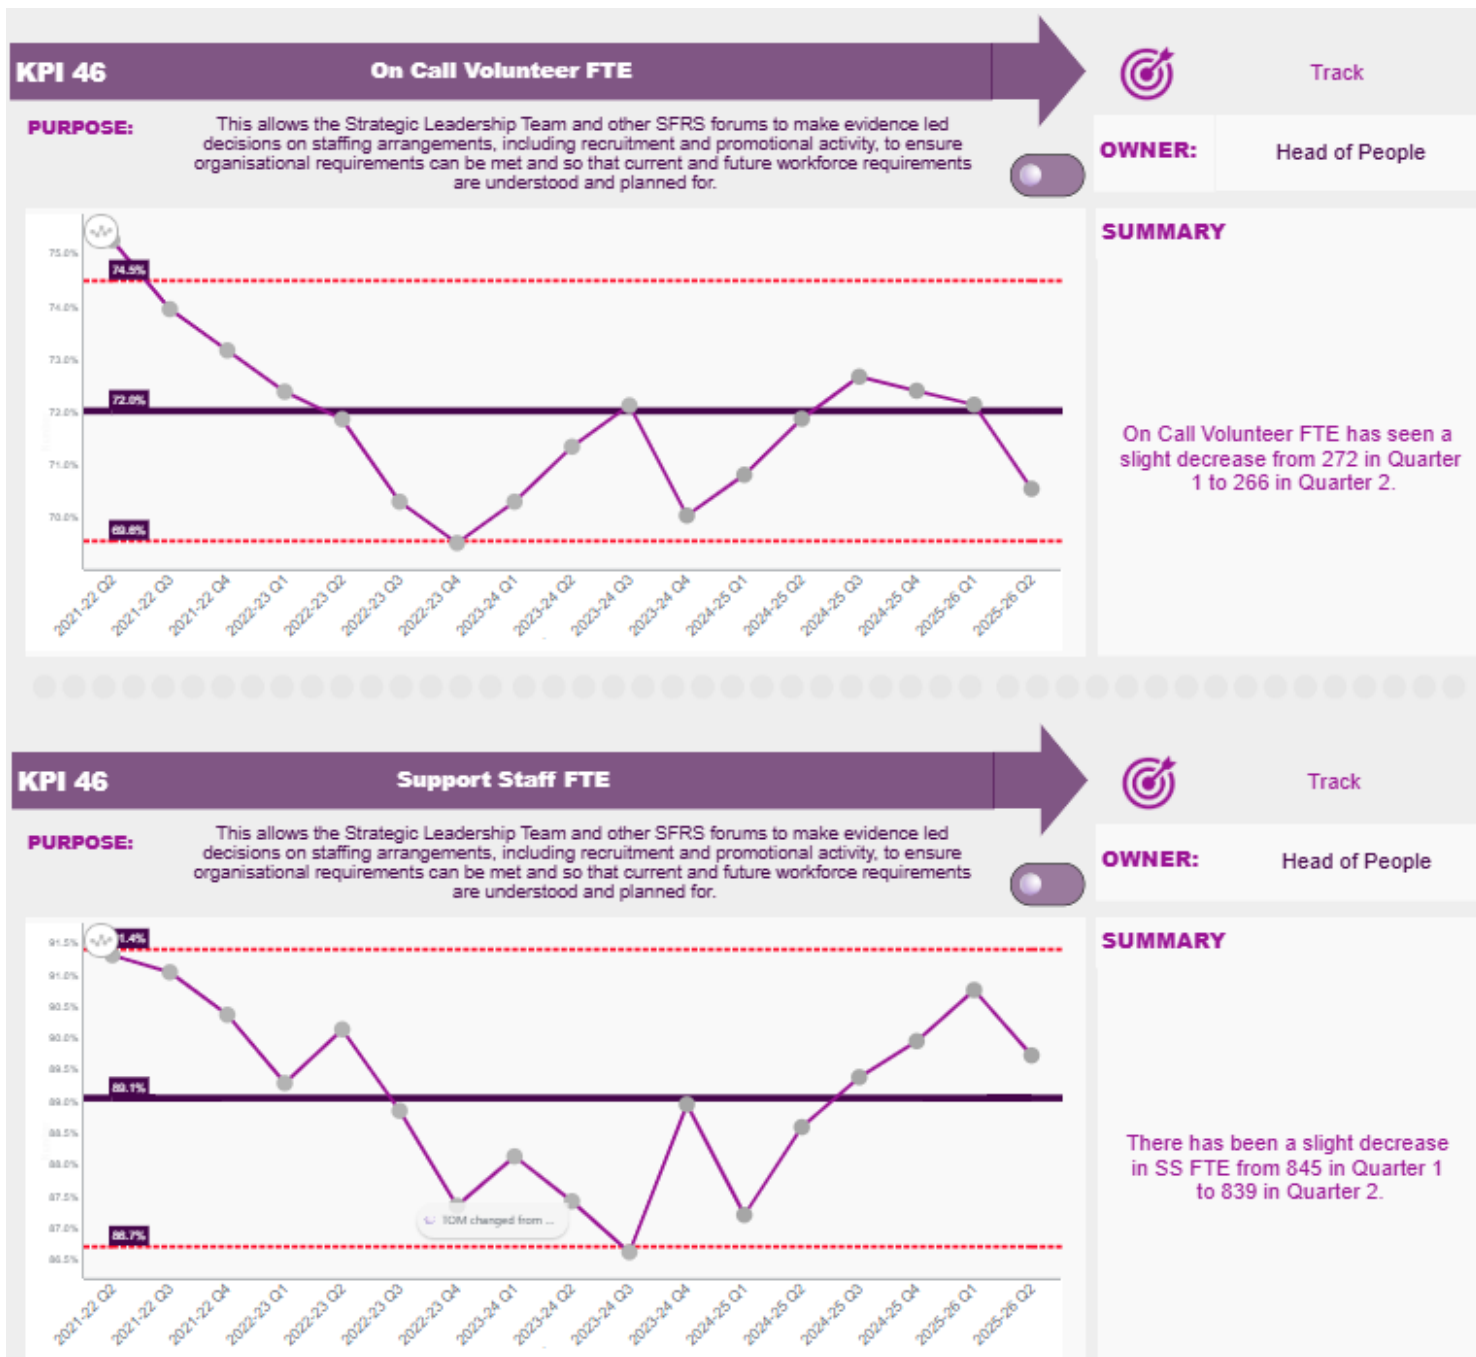 KPI 46
On Call Volunteer FTE
Track
PURPOSE:
This allows the Strategic Leadership Team and other SFRS forums to make evidence led
decisions on staffing arrangements, including recruitment and promotional activity, to ensure
organisational requirements can be met and so that current and future workforce requirements
are understood and planned for.
OWNER:
Head of People
75.0%
74.5%
74.0%
73.0%
72.0%
72.0%
71.0%
70.0%
69.6%
2021-22 Q2
2021-22 Q3
2021-22 Q4
2022-23 Q1
2022-23 Q2
2022-23 Q3
2022-23 Q4
2023-24 Q1
2023-24 Q2
2023-24 Q3
2023-24 Q4
2024-25 Q1
2024-25 Q2
2024-25 Q3
2024-25 Q4
2025-26 Q1
2025-26 Q2
SUMMARY
On Call Volunteer FTE has seen a
slight decrease from 272 in Quarter
1 to 266 in Quarter 2.
KPI 46
Support Staff FTE
Track
PURPOSE:
This allows the Strategic Leadership Team and other SFRS forums to make evidence led
decisions on staffing arrangements, including recruitment and promotional activity, to ensure
organisational requirements can be met and so that current and future workforce requirements
are understood and planned for.
OWNER:
Head of People
91.5%
1.4%
91.0%
90.5%
90.0%
89.5%
89.1%
89.0%
88.5%
88.0%
87.5%
87.0%
86.7%
86.5%
TOM changed from ...
2021-22 Q2
2021-22 Q3
2021-22 Q4
2022-23 Q1
2022-23 Q2
2022-23 Q3
2022-23 Q4
2023-24 Q1
2023-24 Q2
2023-24 Q3
2023-24 Q4
2024-25 Q1
2024-25 Q2
2024-25 Q3
2024-25 Q4
2025-26 Q1
2025-26 Q2
SUMMARY
There has been a slight decrease
in SS FTE from 845 in Quarter 1
to 839 in Quarter 2.